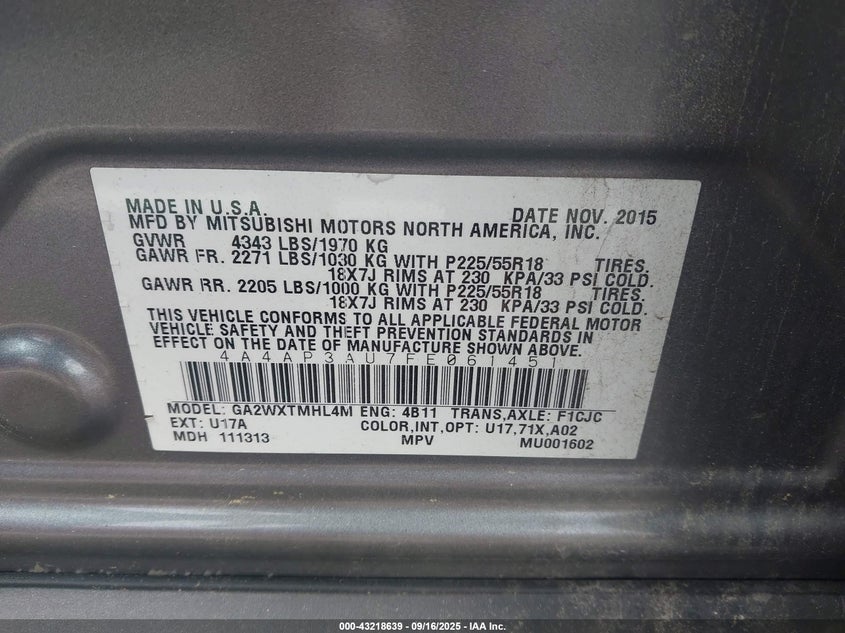 MADE IN U.S.A. DATE NOV. 2015
MFD BY MITSUBISHI MOTORS NORTH AMERICA, INC.
GVWR 4343 LBS/1970 KG
GAWR FR. 2271 LBS/1030 KG WITH P225/55R18 TIRES.
18X7J RIMS AT 230 KPA/33 PSI COLD.
GAWR RR. 2205 LBS/1000 KG WITH P225/55R18 TIRES.
18X7J RIMS AT 230 KPA/33 PSI COLD.
THIS VEHICLE CONFORMS TO ALL APPLICABLE FEDERAL MOTOR
VEHICLE SAFETY AND THEFT PREVENTION STANDARDS IN
EFFECT ON THE DATE OF MANUFACTURE SHOWN ABOVE.
4A4AP3AU7FE061451
MODEL: GA2WXTMHL4M ENG: 4B11 TRANS,AXLE: F1CJC
EXT: U17A COLOR,INT,OPT: U17,71X,A02
MDH 111313 MPV MU001602
000-43218639 - 09/16/2025 - IAA Inc.